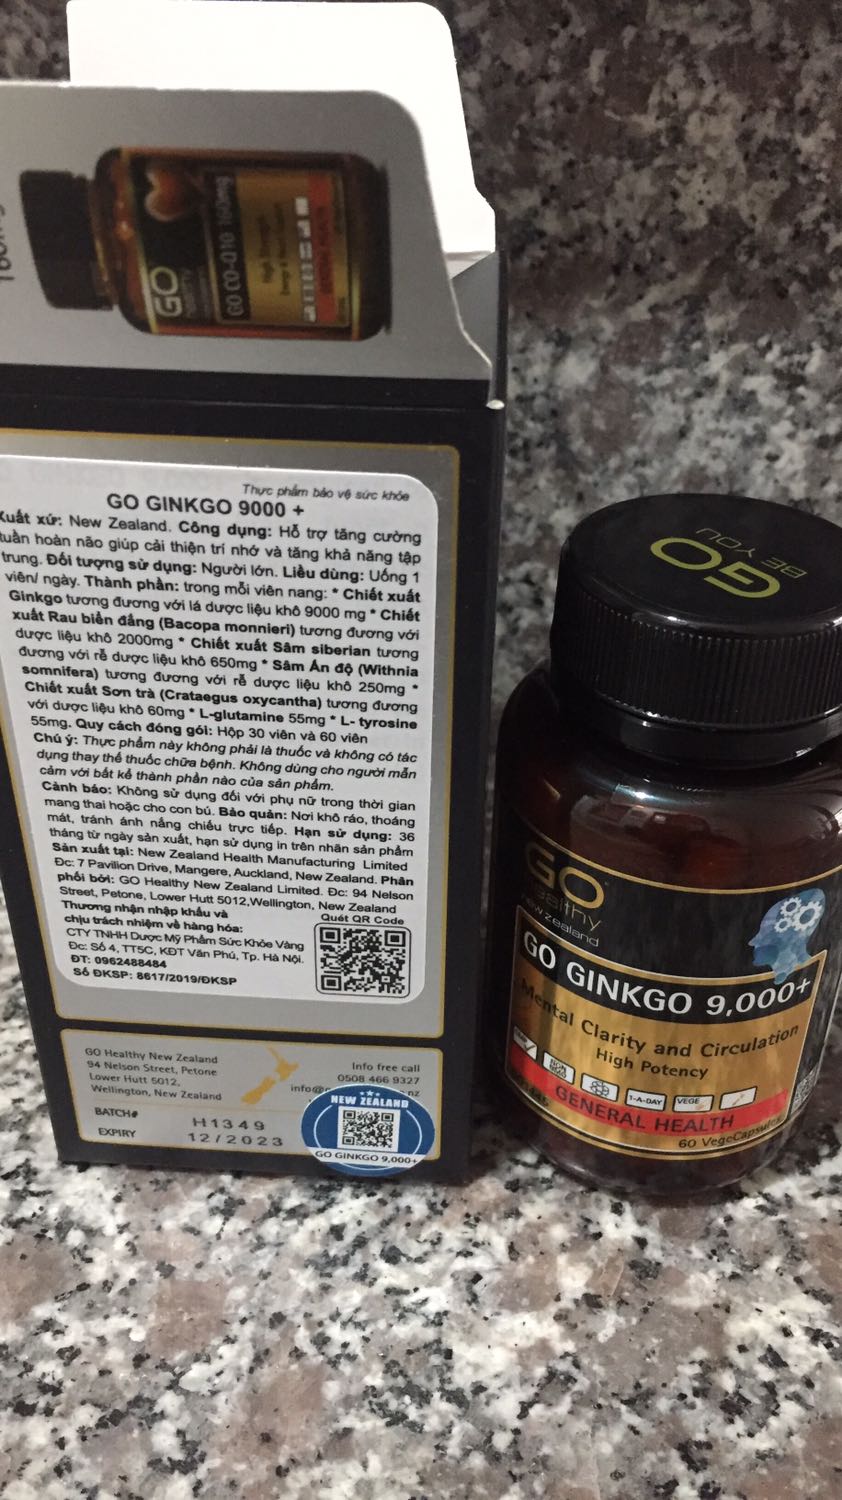 GO
healthy
GO CO-Q10 160mg
High Strength
Thực phẩm bảo vệ sức khỏe
GO GINKGO 9000 +
Xuất xứ: New Zealand. Công dụng: Hỗ trợ tăng cường
tuần hoàn não giúp cải thiện trí nhớ và tăng khả năng tập
trung. Đối tượng sử dụng: Người lớn. Liều dùng: Uống 1
viên/ ngày. Thành phần: trong mỗi viên nang: * Chiết xuất
Ginkgo tương đương với lá dược liệu khô 9000 mg * Chiết
xuất Rau biển đắng (Bacopa monnieri) tương đương với
dược liệu khô 2000mg * Chiết xuất Sâm siberian tương
đương với rễ dược liệu khô 650mg * Sâm Ấn độ (Withnia
somnifera) tương đương với rễ dược liệu khô 250mg *
Chiết xuất Sơn trà (Crataegus oxycantha) tương đương
với dược liệu khô 60mg * L-glutamine 55mg * L- tyrosine
55mg. Quy cách đóng gói: Hộp 30 viên và 60 viên
Chú ý: Thực phẩm này không phải là thuốc và không có tác
dụng thay thế thuốc chữa bệnh. Không dùng cho người mẫn
cảm với bất kể thành phần nào của sản phẩm.
Cảnh báo: Không sử dụng đối với phụ nữ trong thời gian
mang thai hoặc cho con bú. Bảo quản: Nơi khô ráo, thoáng
mát, tránh ánh nắng chiếu trực tiếp. Hạn sử dụng: 36
tháng từ ngày sản xuất, hạn sử dụng in trên nhãn sản phẩm
Sản xuất tại: New Zealand Health Manufacturing Limited
Đc: 7 Pavilion Drive, Mangere, Auckland, New Zealand. Phân
phối bởi: GO Healthy New Zealand Limited. Đc: 94 Nelson
Street, Petone, Lower Hutt 5012,Wellington, New Zealand
Thương nhân nhập khẩu và
chịu trách nhiệm về hàng hóa:
CTY TNHH Dược Mỹ Phẩm Sức Khỏe Vàng
Đc: Số 4, TT5C, KĐT Văn Phú, Tp. Hà Nội.
ĐT: 0962488484
Số ĐKSP: 8617/2019/ĐKSP
Quét QR Code
GO Healthy New Zealand
94 Nelson Street, Petone
Lower Hutt 5012,
Wellington, New Zealand
Info free call
0508 466 9327
info@
nz
BATCH# H1349
EXPIRY 12/2023
NEW ZEALAND
GO GINKGO 9,000+
GO
BE YOU
GO
healthy
new zealand
GO GINKGO 9,000+
Mental Clarity and Circulation
High Potency
NON
GMO
1-A-DAY
VEGE
GENERAL HEALTH
60 VegeCapsules